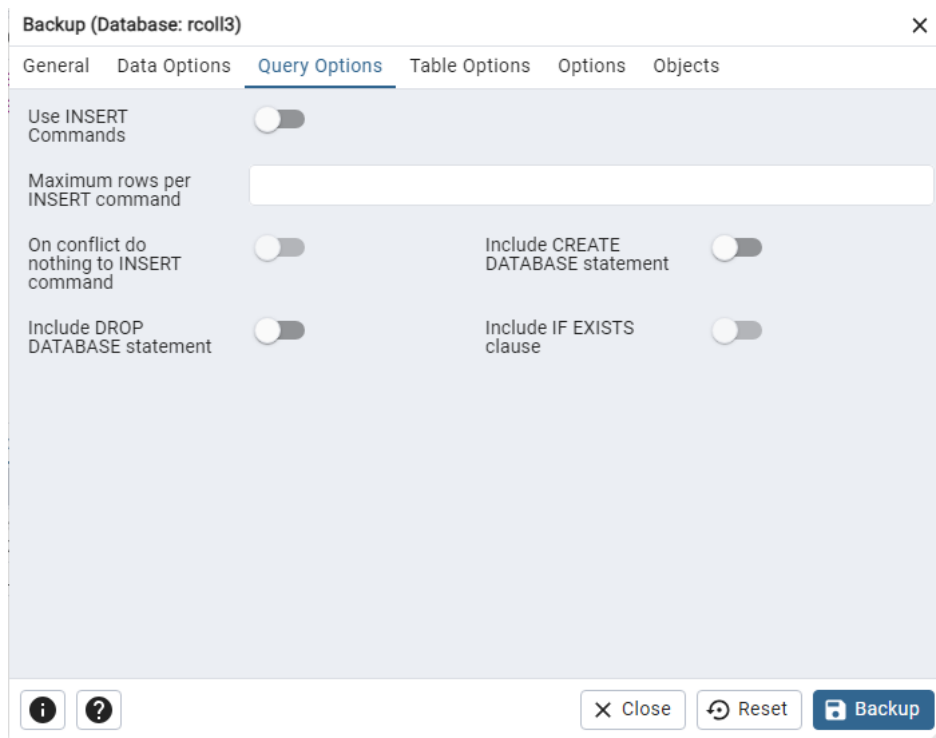 Backup (Database: rcoll3)
General Data Options Query Options Table Options Options Objects
Use INSERT
Commands
Maximum rows per
INSERT command
On conflict do
nothing to INSERT
command
Include CREATE
DATABASE statement
Include DROP
DATABASE statement
Include IF EXISTS
clause
Close Reset Backup